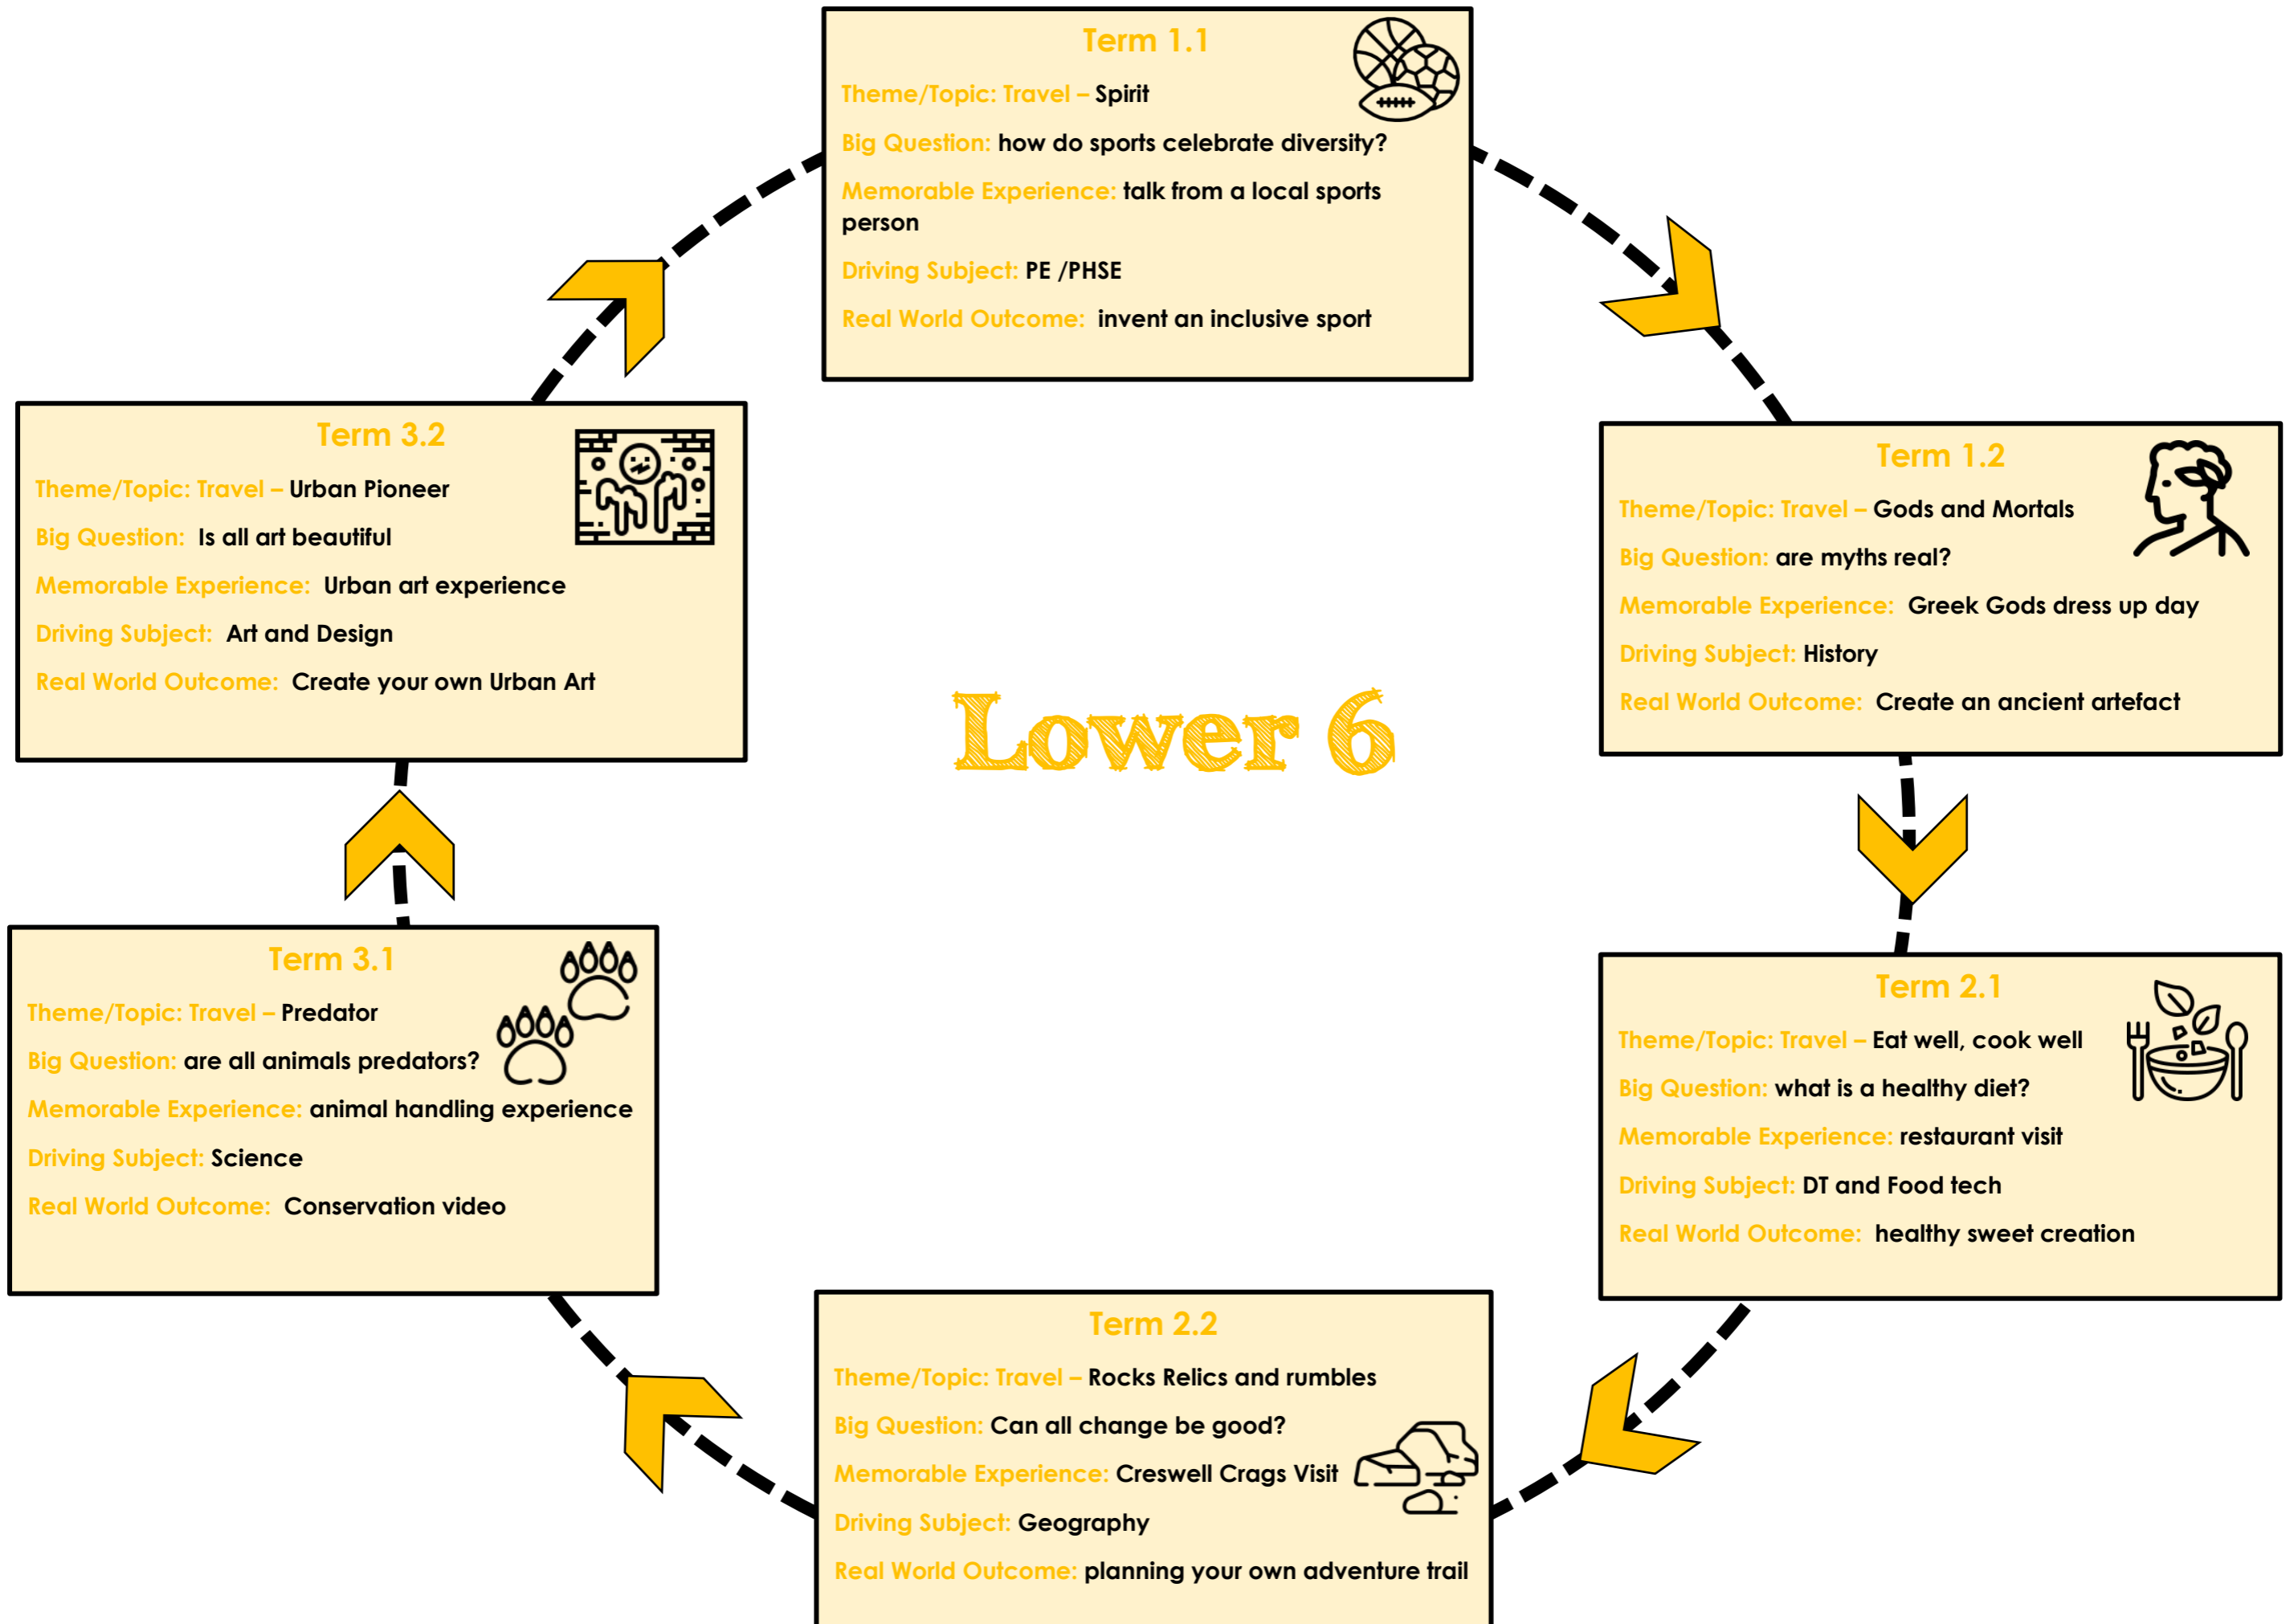 Term 1.1
Theme/Topic: Travel – Spirit
Big Question: how do sports celebrate diversity?
Memorable Experience: talk from a local sports
person
Driving Subject: PE /PHSE
Real World Outcome: invent an inclusive sport
Term 1.2
Theme/Topic: Travel – Gods and Mortals
Big Question: are myths real?
Memorable Experience: Greek Gods dress up day
Driving Subject: History
Real World Outcome: Create an ancient artefact
Term 2.1
Theme/Topic: Travel – Eat well, cook well
Big Question: what is a healthy diet?
Memorable Experience: restaurant visit
Driving Subject: DT and Food tech
Real World Outcome: healthy sweet creation
Term 2.2
Theme/Topic: Travel – Rocks Relics and rumbles
Big Question: Can all change be good?
Memorable Experience: Creswell Crags Visit
Driving Subject: Geography
Real World Outcome: planning your own adventure trail
Term 3.1
Theme/Topic: Travel – Predator
Big Question: are all animals predators?
Memorable Experience: animal handling experience
Driving Subject: Science
Real World Outcome: Conservation video
Term 3.2
Theme/Topic: Travel – Urban Pioneer
Big Question: Is all art beautiful
Memorable Experience: Urban art experience
Driving Subject: Art and Design
Real World Outcome: Create your own Urban Art
Lower 6